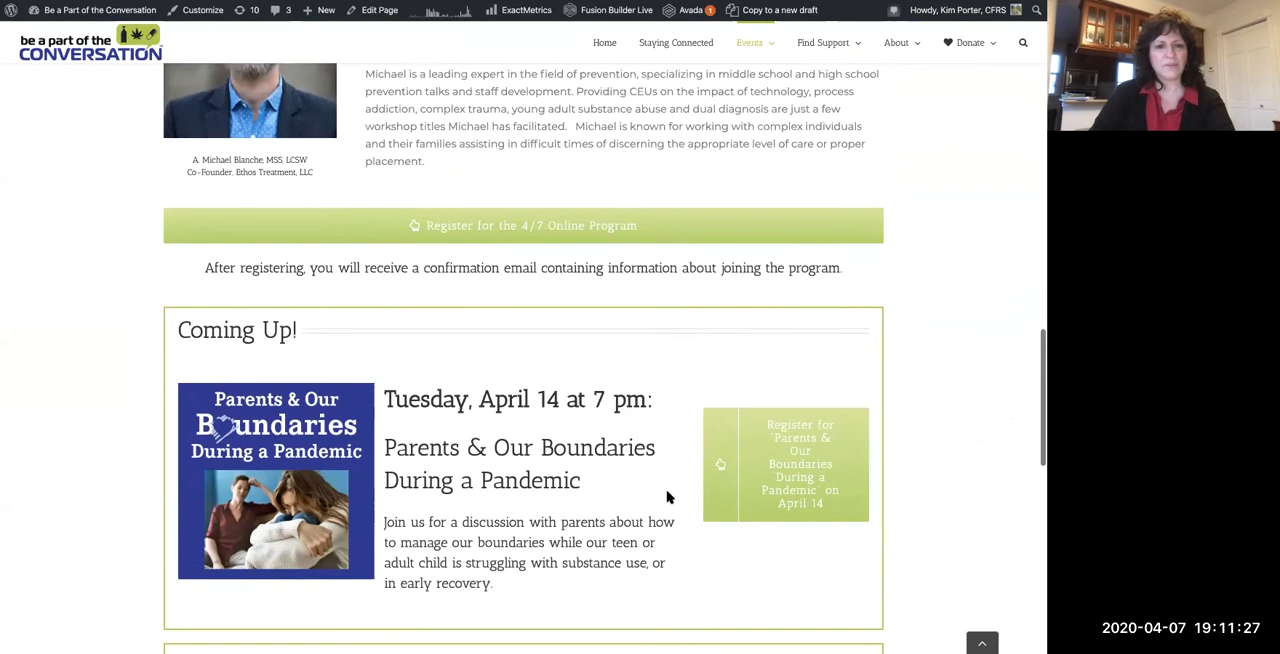 Be A Part of the Conversation Customize 10 3 New Edit Page ExactMetrics Fusion Builder Live Avada 1 Copy to a new draft Howdy, Kim Porter, CFRS
be a part of the
CONVERSATION
Home Staying Connected Events Find Support About Donate
Michael is a leading expert in the field of prevention, specializing in middle school and high school
prevention talks and staff development. Providing CEUs on the impact of technology, process
addiction, complex trauma, young adult substance abuse and dual diagnosis are just a few
workshop titles Michael has facilitated. Michael is known for working with complex individuals
and their families assisting in difficult times of discerning the appropriate level of care or proper
placement.
A. Michael Blanche, MSS, LCSW
Co-Founder, Ethos Treatment, LLC
Register for the 4/7 Online Program
After registering, you will receive a confirmation email containing information about joining the program.
Coming Up!
Parents & Our
Boundaries
During a Pandemic
Tuesday, April 14 at 7 pm:
Parents & Our Boundaries
During a Pandemic
Join us for a discussion with parents about how
to manage our boundaries while our teen or
adult child is struggling with substance use, or
in early recovery.
Register for
"Parents &
Our
Boundaries
During a
Pandemic" on
April 14
2020-04-07 19:11:27